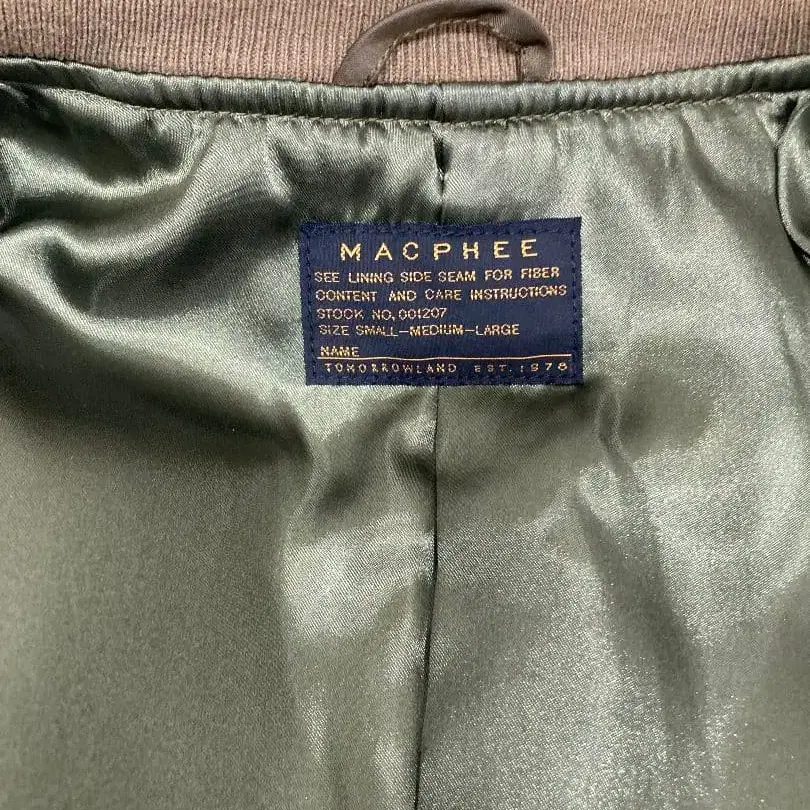 MACPHEE
SEE LINING SIDE SEAM FOR FIBER
CONTENT AND CARE INSTRUCTIONS
STOCK NO, 001207
SIZE SMALL-MEDIUM-LARGE
NAME
TOMORROWLAND EST. 1978